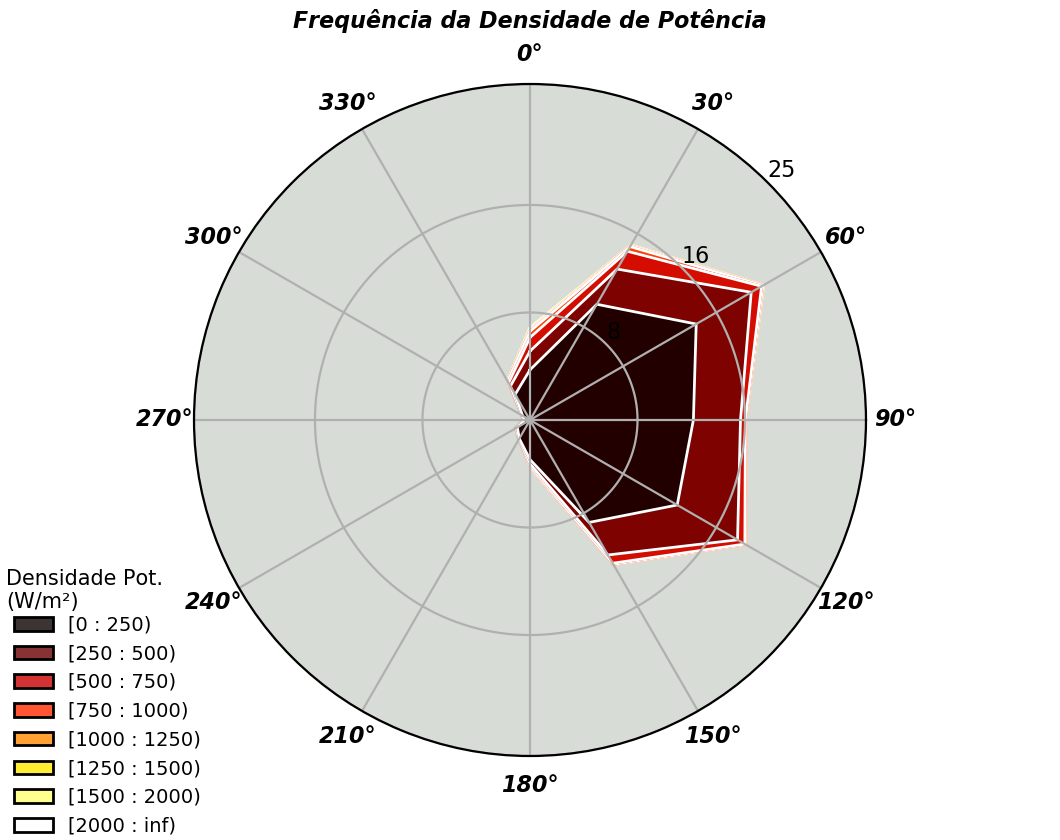 Frequência da Densidade de Potência
0°
330°
30°
25
300°
60°
16
8
270°
90°
240°
120°
210°
150°
180°
Densidade Pot.
(W/m²)
[0 : 250)
[250 : 500)
[500 : 750)
[750 : 1000)
[1000 : 1250)
[1250 : 1500)
[1500 : 2000)
[2000 : inf)